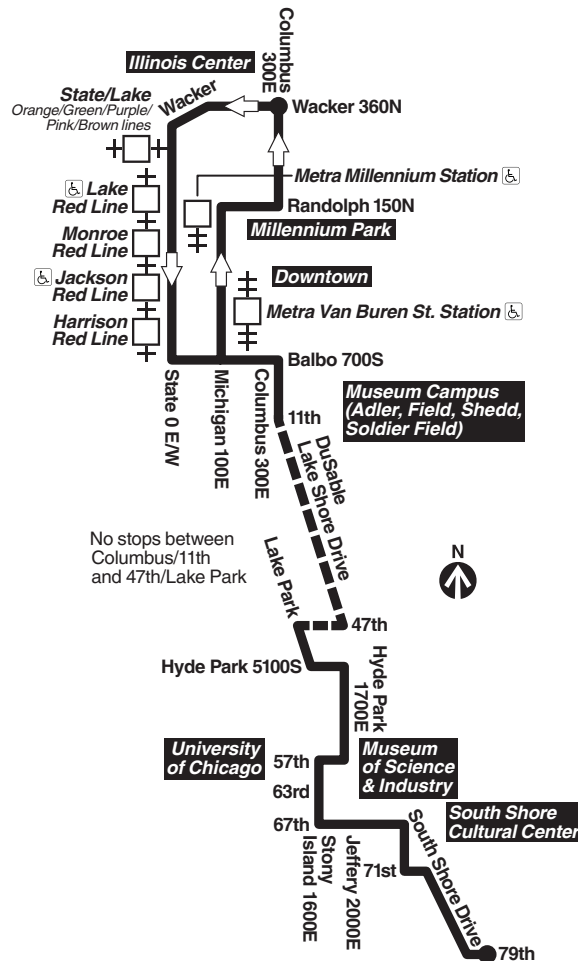 Columbus
300E
Illinois Center
Wacker
Wacker 360N
State/Lake
Orange/Green/Purple/
Pink/Brown lines
Metra Millennium Station
Lake
Red Line
Randolph 150N
Monroe
Red Line
Millennium Park
Jackson
Red Line
Downtown
Metra Van Buren St. Station
Harrison
Red Line
Balbo 700S
State 0 E/W
Michigan 100E
Columbus 300E
Museum Campus
(Adler, Field, Shedd,
Soldier Field)
11th
DuSable
Lake Shore Drive
No stops between
Columbus/11th
and 47th/Lake Park
Lake Park
N
47th
Hyde Park 5100S
Hyde Park
1700E
University
of Chicago
57th
Museum
of Science
& Industry
63rd
67th
South Shore
Cultural Center
Stony
Island 1600E
Jeffery 2000E
71st
South Shore Drive
79th